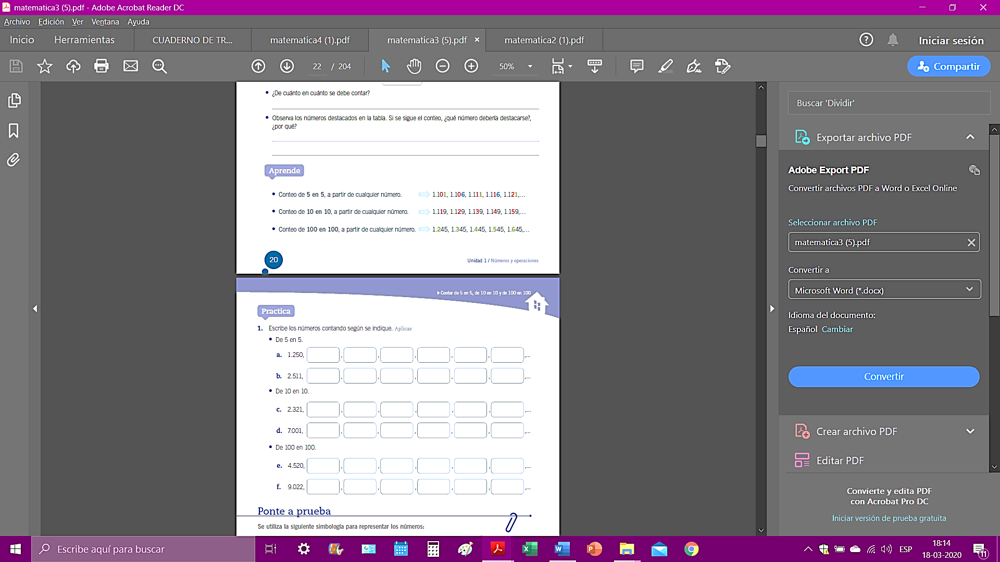 matematica3 (5).pdf - Adobe Acrobat Reader DC
Archivo Edición Ver Ventana Ayuda
Inicio Herramientas CUADERNO DE TR... matematica4 (1).pdf matematica3 (5).pdf × matematica2 (1).pdf ? Iniciar sesión
22 / 204 50% Compartir
• ¿De cuánto en cuánto se debe contar?
• Observa los números destacados en la tabla. Si se sigue el conteo, ¿qué número debería destacarse?,
¿por qué?
Aprende
• Conteo de 5 en 5, a partir de cualquier número. 1.101, 1.106, 1.111, 1.116, 1.121,...
• Conteo de 10 en 10, a partir de cualquier número. 1.119, 1.129, 1.139, 1.149, 1.159,...
• Conteo de 100 en 100, a partir de cualquier número. 1.245, 1.345, 1.445, 1.545, 1.645,...
20
Unidad 1 / Números y operaciones
Contar de 5 en 5, de 10 en 10 y de 100 en 100
Practica
1. Escribe los números contando según se indique. Aplicar
• De 5 en 5.
a. 1.250, , , , , , ,...
b. 2.511, , , , , , ,...
• De 10 en 10.
c. 2.321, , , , , , ,...
d. 7.001, , , , , , ,...
• De 100 en 100.
e. 4.520, , , , , , ,...
f. 9.022, , , , , , ,...
Ponte a prueba
Se utiliza la siguiente simbología para representar los números:
Buscar 'Dividir'
Exportar archivo PDF
Adobe Export PDF
Convertir archivos PDF a Word o Excel Online
Seleccionar archivo PDF
matematica3 (5).pdf
Convertir a
Microsoft Word (*.docx)
Idioma del documento:
Español Cambiar
Convertir
Crear archivo PDF
Editar PDF
Convierte y edita PDF
con Acrobat Pro DC
Iniciar versión de prueba gratuita
Escribe aquí para buscar
ESP
18:14
18-03-2020
11